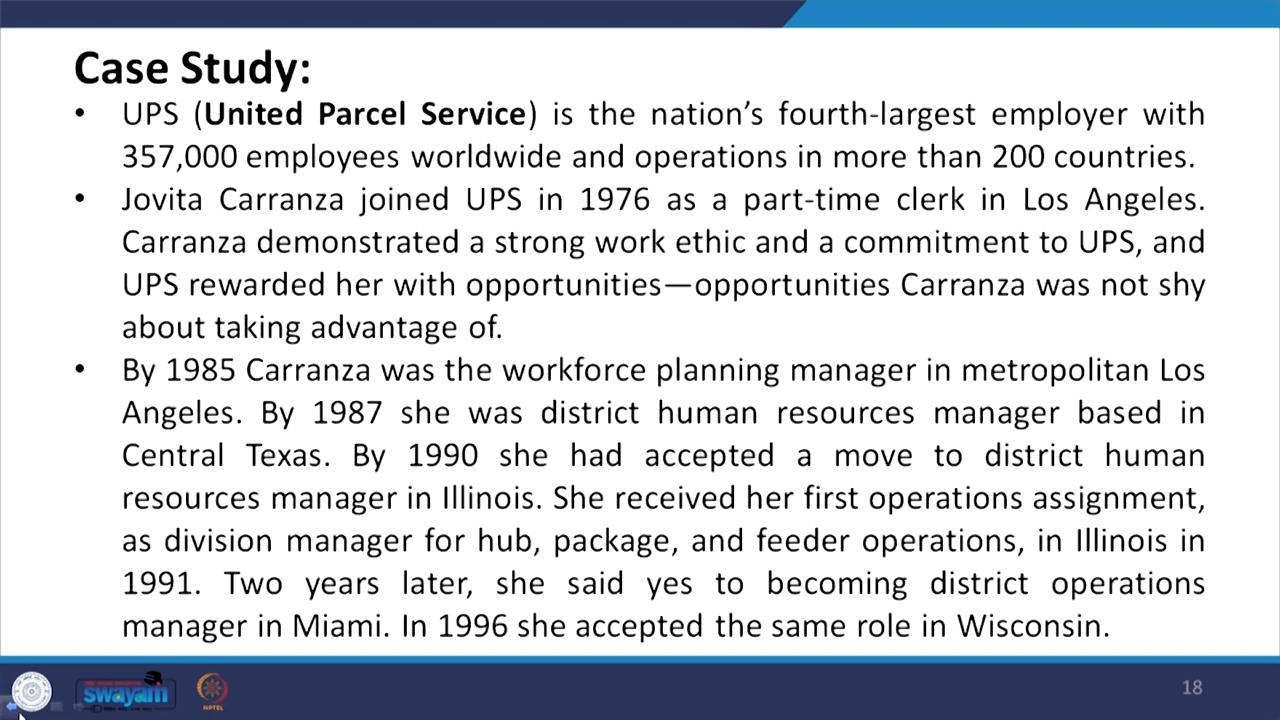 Case Study:
• UPS (United Parcel Service) is the nation’s fourth-largest employer with
357,000 employees worldwide and operations in more than 200 countries.
• Jovita Carranza joined UPS in 1976 as a part-time clerk in Los Angeles.
Carranza demonstrated a strong work ethic and a commitment to UPS, and
UPS rewarded her with opportunities—opportunities Carranza was not shy
about taking advantage of.
• By 1985 Carranza was the workforce planning manager in metropolitan Los
Angeles. By 1987 she was district human resources manager based in
Central Texas. By 1990 she had accepted a move to district human
resources manager in Illinois. She received her first operations assignment,
as division manager for hub, package, and feeder operations, in Illinois in
1991. Two years later, she said yes to becoming district operations
manager in Miami. In 1996 she accepted the same role in Wisconsin.
swayam
NPTEL
18